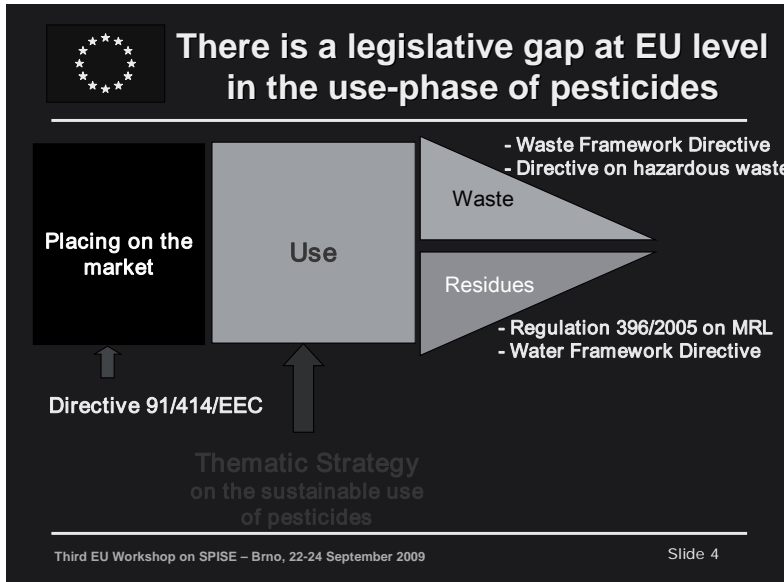 There is a legislative gap at EU level
in the use-phase of pesticides
- Waste Framework Directive
- Directive on hazardous waste
Waste
Placing on the
market
Use
Residues
- Regulation 396/2005 on MRL
- Water Framework Directive
Directive 91/414/EEC
Thematic Strategy
on the sustainable use
of pesticides
Third EU Workshop on SPISE – Brno, 22-24 September 2009
Slide 4